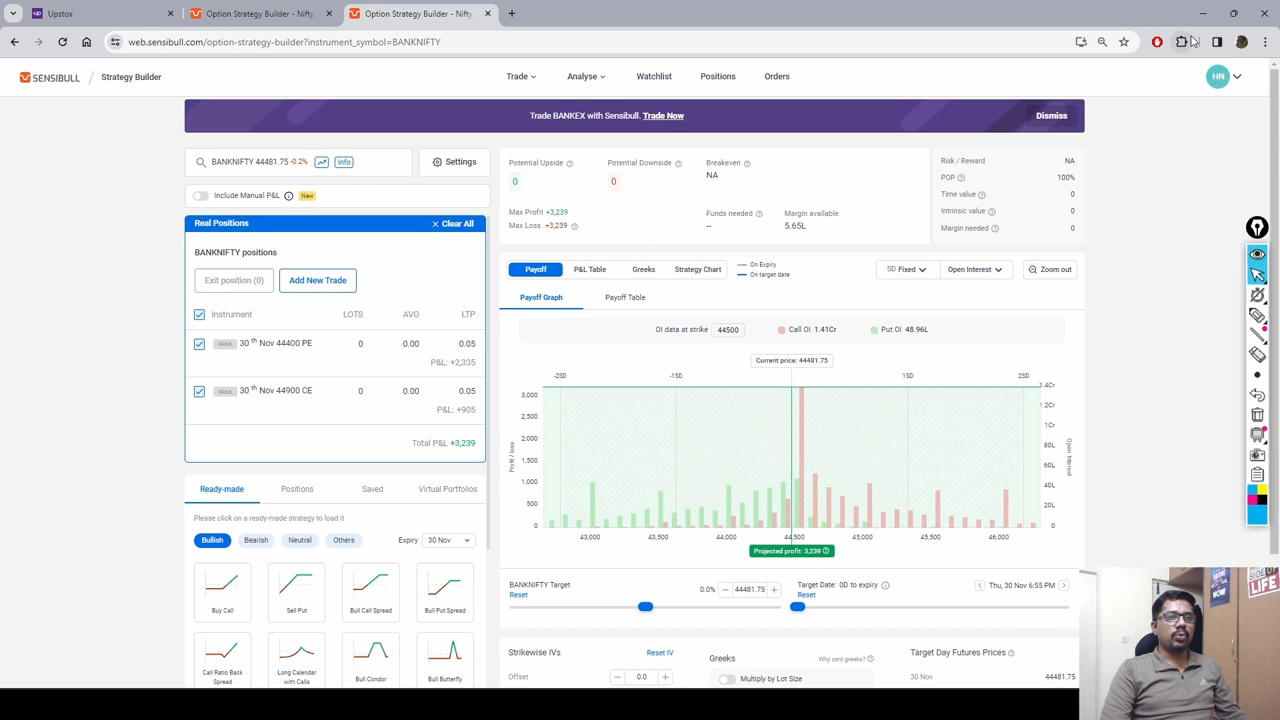 Upstox
Option Strategy Builder - Nifty,
Option Strategy Builder - Nifty,
web.sensibull.com/option-strategy-builder?instrument_symbol=BANKNIFTY
SENSIBULL / Strategy Builder
Trade
Analyse
Watchlist
Positions
Orders
HN
Trade BANKEX with Sensibull. Trade Now
Dismiss
BANKNIFTY 44481.75 -0.2%
Info
Settings
Include Manual P&L
New
Real Positions
× Clear All
BANKNIFTY positions
Exit position (0)
Add New Trade
Instrument LOTS AVG LTP
NRML 30 th Nov 44400 PE 0 0.00 0.05
P&L: +2,335
NRML 30 th Nov 44900 CE 0 0.00 0.05
P&L: +905
Total P&L +3,239
Ready-made
Positions
Saved
Virtual Portfolios
Please click on a ready-made strategy to load it
Bullish
Bearish
Neutral
Others
Expiry 30 Nov
Buy Call
Sell Put
Bull Call Spread
Bull Put Spread
Call Ratio Back
Spread
Long Calendar
with Calls
Bull Condor
Bull Butterfly
Potential Upside
0
Potential Downside
0
Breakeven
NA
Max Profit +3,239
Max Loss +3,239
Funds needed
--
Margin available
5.65L
Risk / Reward NA
POP 100%
Time value 0
Intrinsic value 0
Margin needed 0
Payoff
P&L Table
Greeks
Strategy Chart
On Expiry
On target date
SD Fixed
Open Interest
Zoom out
Payoff Graph
Payoff Table
OI data at strike 44500
Call OI 1.41Cr
Put OI 48.96L
Current price: 44481.75
-2SD
-1SD
1SD
2SD
3,000
2,500
2,000
1,500
1,000
500
0
Profit / loss
1.4Cr
1.2Cr
1Cr
80L
60L
40L
20L
0
Open Interest
43,000
43,500
44,000
44,500
45,000
45,500
46,000
Projected profit: 3,239
BANKNIFTY Target
Reset
0.0%
− 44481.75 +
Target Date: 0D to expiry
Reset
Thu, 30 Nov 6:55 PM
Strikewise IVs
Reset IV
Offset
− 0.0 +
Greeks
Why zero greeks?
Multiply by Lot Size
Target Day Futures Prices
30 Nov 44481.75
SIDE
LIFE